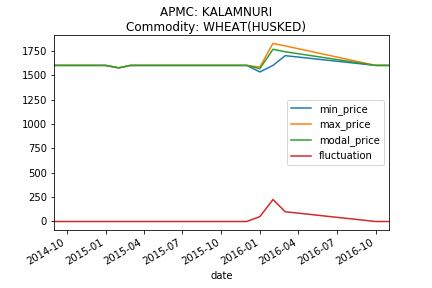 APMC: KALAMNURI
Commodity: WHEAT(HUSKED)
1750
1500
1250
1000
750
500
250
0
min_price
max_price
modal_price
fluctuation
2014-10
2015-01
2015-04
2015-07
2015-10
2016-01
2016-04
2016-07
2016-10
date